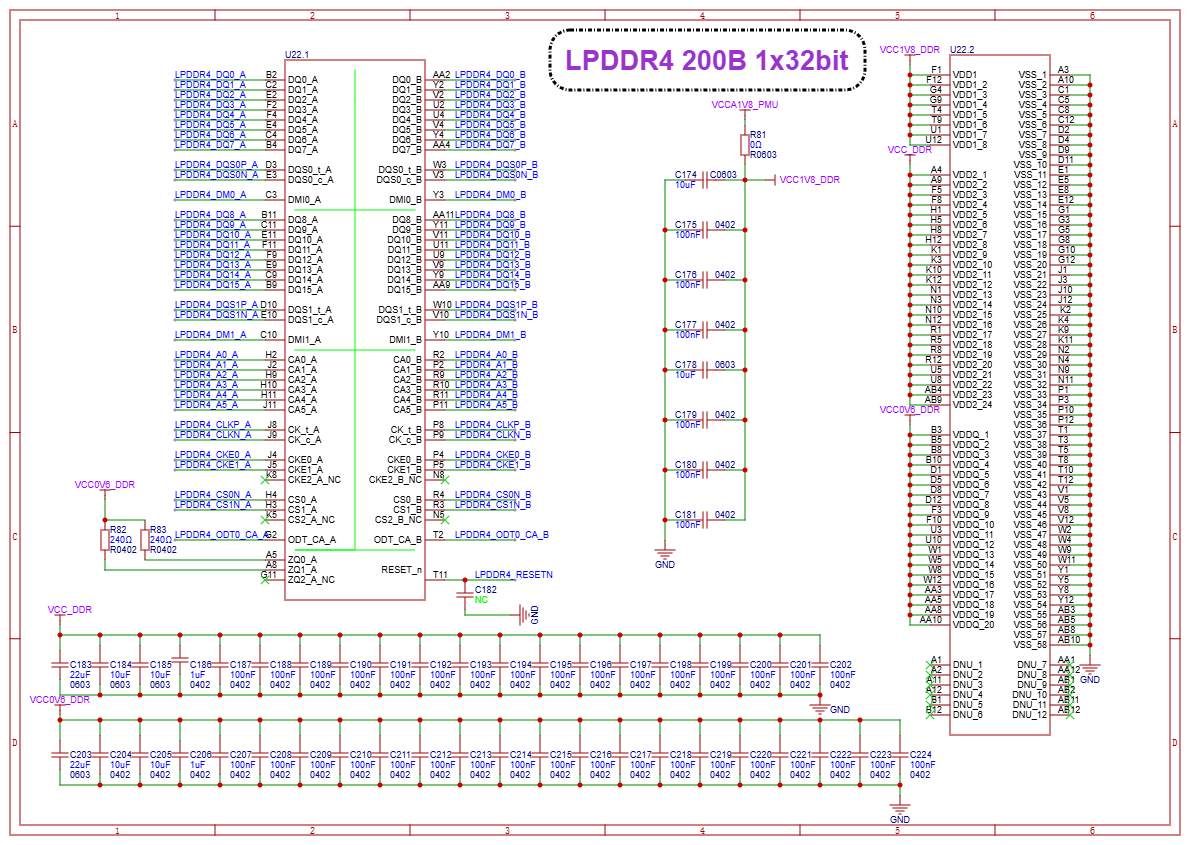 1 2 3 4 5 6
A B C D
LPDDR4 200B 1x32bit
U22.1
LPDDR4_DQ0_A B2 DQ0_A DQ0_B AA2 LPDDR4_DQ0_B
LPDDR4_DQ1_A C2 DQ1_A DQ1_B Y2 LPDDR4_DQ1_B
LPDDR4_DQ2_A E2 DQ2_A DQ2_B V2 LPDDR4_DQ2_B
LPDDR4_DQ3_A F2 DQ3_A DQ3_B U2 LPDDR4_DQ3_B
LPDDR4_DQ4_A F4 DQ4_A DQ4_B U4 LPDDR4_DQ4_B
LPDDR4_DQ5_A E4 DQ5_A DQ5_B V4 LPDDR4_DQ5_B
LPDDR4_DQ6_A C4 DQ6_A DQ6_B Y4 LPDDR4_DQ6_B
LPDDR4_DQ7_A B4 DQ7_A DQ7_B AA4 LPDDR4_DQ7_B
LPDDR4_DQS0P_A D3 DQS0_t_A DQS0_t_B W3 LPDDR4_DQS0P_B
LPDDR4_DQS0N_A E3 DQS0_c_A DQS0_c_B V3 LPDDR4_DQS0N_B
LPDDR4_DM0_A C3 DMI0_A DMI0_B Y3 LPDDR4_DM0_B
LPDDR4_DQ8_A B11 DQ8_A DQ8_B AA11 LPDDR4_DQ8_B
LPDDR4_DQ9_A C11 DQ9_A DQ9_B Y11 LPDDR4_DQ9_B
LPDDR4_DQ10_A E11 DQ10_A DQ10_B V11 LPDDR4_DQ10_B
LPDDR4_DQ11_A F11 DQ11_A DQ11_B U11 LPDDR4_DQ11_B
LPDDR4_DQ12_A F9 DQ12_A DQ12_B U9 LPDDR4_DQ12_B
LPDDR4_DQ13_A E9 DQ13_A DQ13_B V9 LPDDR4_DQ13_B
LPDDR4_DQ14_A C9 DQ14_A DQ14_B Y9 LPDDR4_DQ14_B
LPDDR4_DQ15_A B9 DQ15_A DQ15_B AA9 LPDDR4_DQ15_B
LPDDR4_DQS1P_A D10 DQS1_t_A DQS1_t_B W10 LPDDR4_DQS1P_B
LPDDR4_DQS1N_A E10 DQS1_c_A DQS1_c_B V10 LPDDR4_DQS1N_B
LPDDR4_DM1_A C10 DMI1_A DMI1_B Y10 LPDDR4_DM1_B
LPDDR4_A0_A H2 CA0_A CA0_B R2 LPDDR4_A0_B
LPDDR4_A1_A J2 CA1_A CA1_B P2 LPDDR4_A1_B
LPDDR4_A2_A H9 CA2_A CA2_B R9 LPDDR4_A2_B
LPDDR4_A3_A H10 CA3_A CA3_B R10 LPDDR4_A3_B
LPDDR4_A4_A H11 CA4_A CA4_B R11 LPDDR4_A4_B
LPDDR4_A5_A J11 CA5_A CA5_B P11 LPDDR4_A5_B
LPDDR4_CLKP_A J8 CK_t_A CK_t_B P8 LPDDR4_CLKP_B
LPDDR4_CLKN_A J9 CK_c_A CK_c_B P9 LPDDR4_CLKN_B
LPDDR4_CKE0_A J4 CKE0_A CKE0_B P4 LPDDR4_CKE0_B
LPDDR4_CKE1_A J5 CKE1_A CKE1_B P5 LPDDR4_CKE1_B
K8 CKE2_A_NC CKE2_B_NC N8
LPDDR4_CS0N_A H4 CS0_A CS0_B R4 LPDDR4_CS0N_B
LPDDR4_CS1N_A H3 CS1_A CS1_B R3 LPDDR4_CS1N_B
K5 CS2_A_NC CS2_B_NC N5
LPDDR4_ODT0_CA_A G2 ODT_CA_A ODT_CA_B T2 LPDDR4_ODT0_CA_B
A5 ZQ0_A
A8 ZQ1_A RESET_n T11 LPDDR4_RESETN
G11 ZQ2_A_NC
VCC0V6_DDR
R82 R83
240Ω 240Ω
R0402 R0402
C182
NC
GND
VCCA1V8_PMU
R81
0Ω
R0603
VCC1V8_DDR
C174 C0603
10uF
C175 0402
100nF
C176 0402
100nF
C177 0402
100nF
C178 0603
10uF
C179 0402
100nF
C180 0402
100nF
C181 0402
100nF
GND
U22.2
VCC1V8_DDR
F1 VDD1 VSS_1 A3
F12 VDD1_2 VSS_2 A10
G4 VDD1_3 VSS_3 C1
G9 VDD1_4 VSS_4 C5
T4 VDD1_5 VSS_5 C8
T9 VDD1_6 VSS_6 C12
U1 VDD1_7 VSS_7 D2
U12 VDD1_8 VSS_8 D4
VCC_DDR
VSS_9 D9
VSS_10 D11
A4 VDD2_1 VSS_11 E1
A9 VDD2_2 VSS_12 E5
F5 VDD2_3 VSS_13 E8
F8 VDD2_4 VSS_14 E12
H1 VDD2_5 VSS_15 G1
H5 VDD2_6 VSS_16 G3
H8 VDD2_7 VSS_17 G5
H12 VDD2_8 VSS_18 G8
K1 VDD2_9 VSS_19 G10
K3 VDD2_10 VSS_20 G12
K10 VDD2_11 VSS_21 J1
K12 VDD2_12 VSS_22 J3
N1 VDD2_13 VSS_23 J10
N3 VDD2_14 VSS_24 J12
N10 VDD2_15 VSS_25 K2
N12 VDD2_16 VSS_26 K4
R1 VDD2_17 VSS_27 K9
R5 VDD2_18 VSS_28 K11
R8 VDD2_19 VSS_29 N2
R12 VDD2_20 VSS_30 N4
U5 VDD2_21 VSS_31 N9
U8 VDD2_22 VSS_32 N11
AB4 VDD2_23 VSS_33 P1
AB9 VDD2_24 VSS_34 P3
VCC0V6_DDR
VSS_35 P10
VSS_36 P12
B3 VDDQ_1 VSS_37 T1
B5 VDDQ_2 VSS_38 T3
B8 VDDQ_3 VSS_39 T5
B10 VDDQ_4 VSS_40 T8
D1 VDDQ_5 VSS_41 T10
D5 VDDQ_6 VSS_42 T12
D8 VDDQ_7 VSS_43 V1
D12 VDDQ_8 VSS_44 V5
F3 VDDQ_9 VSS_45 V8
F10 VDDQ_10 VSS_46 V12
U3 VDDQ_11 VSS_47 W2
U10 VDDQ_12 VSS_48 W4
W1 VDDQ_13 VSS_49 W9
W5 VDDQ_14 VSS_50 W11
W8 VDDQ_15 VSS_51 Y1
W12 VDDQ_16 VSS_52 Y5
AA3 VDDQ_17 VSS_53 Y8
AA5 VDDQ_18 VSS_54 Y12
AA8 VDDQ_19 VSS_55 AB3
AA10 VDDQ_20 VSS_56 AB5
VSS_57 AB8
VSS_58 AB10
A1 DNU_1 DNU_7 AA1
A2 DNU_2 DNU_8 AA12
A11 DNU_3 DNU_9 AB1
A12 DNU_4 DNU_10 AB2
B1 DNU_5 DNU_11 AB11
B12 DNU_6 DNU_12 AB12
GND
VCC_DDR
C183 C184 C185 C186 C187 C188 C189 C190 C191 C192 C193 C194 C195 C196 C197 C198 C199 C200 C201 C202
22uF 10uF 10uF 1uF 100nF 100nF 100nF 100nF 100nF 100nF 100nF 100nF 100nF 100nF 100nF 100nF 100nF 100nF 100nF 100nF
0603 0603 0603 0402 0402 0402 0402 0402 0402 0402 0402 0402 0402 0402 0402 0402 0402 0402 0402 0402
VCC0V6_DDR
GND
C203 C204 C205 C206 C207 C208 C209 C210 C211 C212 C213 C214 C215 C216 C217 C218 C219 C220 C221 C222 C223 C224
22uF 10uF 10uF 1uF 100nF 100nF 100nF 100nF 100nF 100nF 100nF 100nF 100nF 100nF 100nF 100nF 100nF 100nF 100nF 100nF 100nF 100nF
0603 0402 0402 0402 0402 0402 0402 0402 0402 0402 0402 0402 0402 0402 0402 0402 0402 0402 0402 0402 0402 0402
GND
A B C D
1 2 3 4 5 6